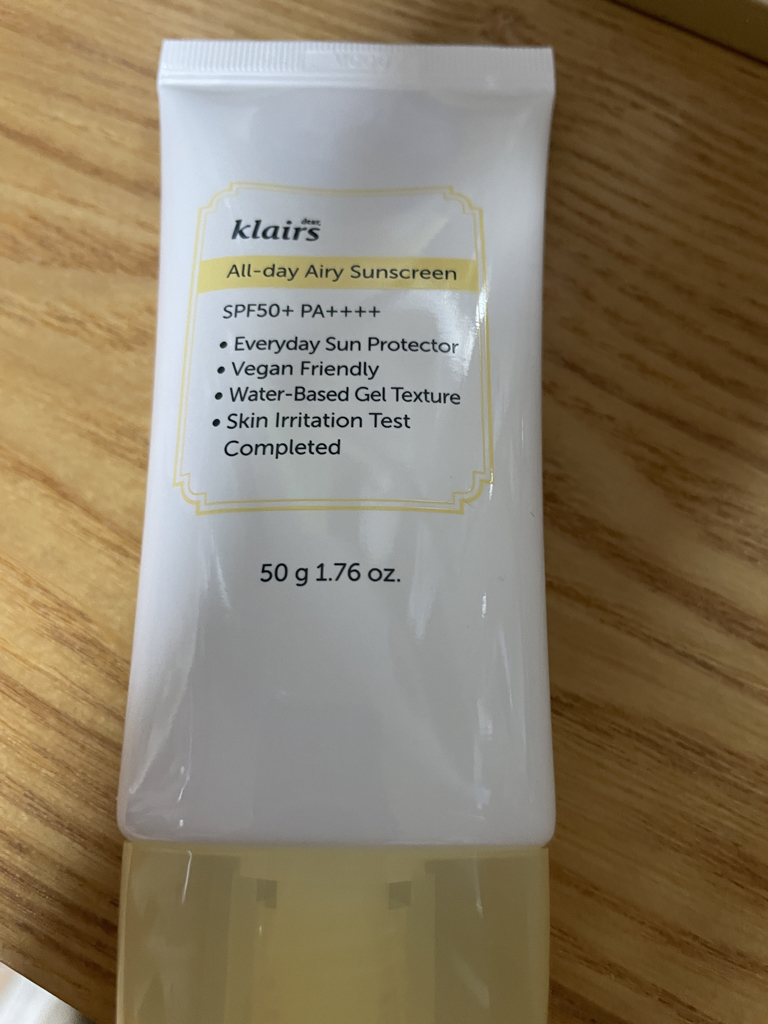 dear,
klairs
All-day Airy Sunscreen
SPF50+ PA++++
• Everyday Sun Protector
• Vegan Friendly
• Water-Based Gel Texture
• Skin Irritation Test
Completed
50 g 1.76 oz.